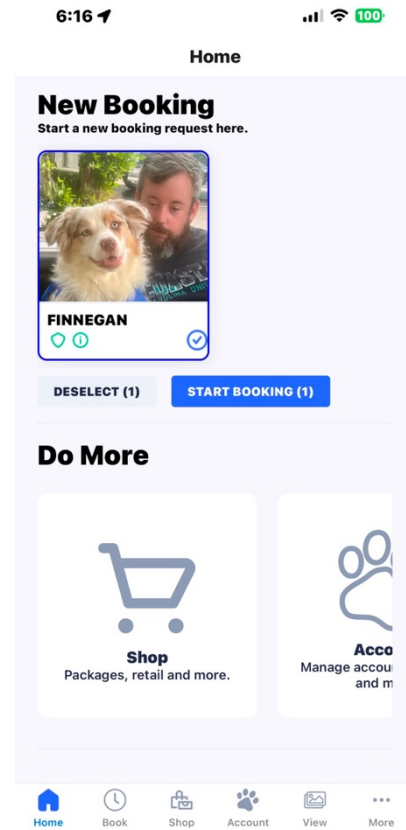 6:16
100
Home
New Booking
Start a new booking request here.
FINNEGAN
DESELECT (1)
START BOOKING (1)
Do More
Shop
Packages, retail and more.
Acco
Manage accou
and m
Home
Book
Shop
Account
View
More